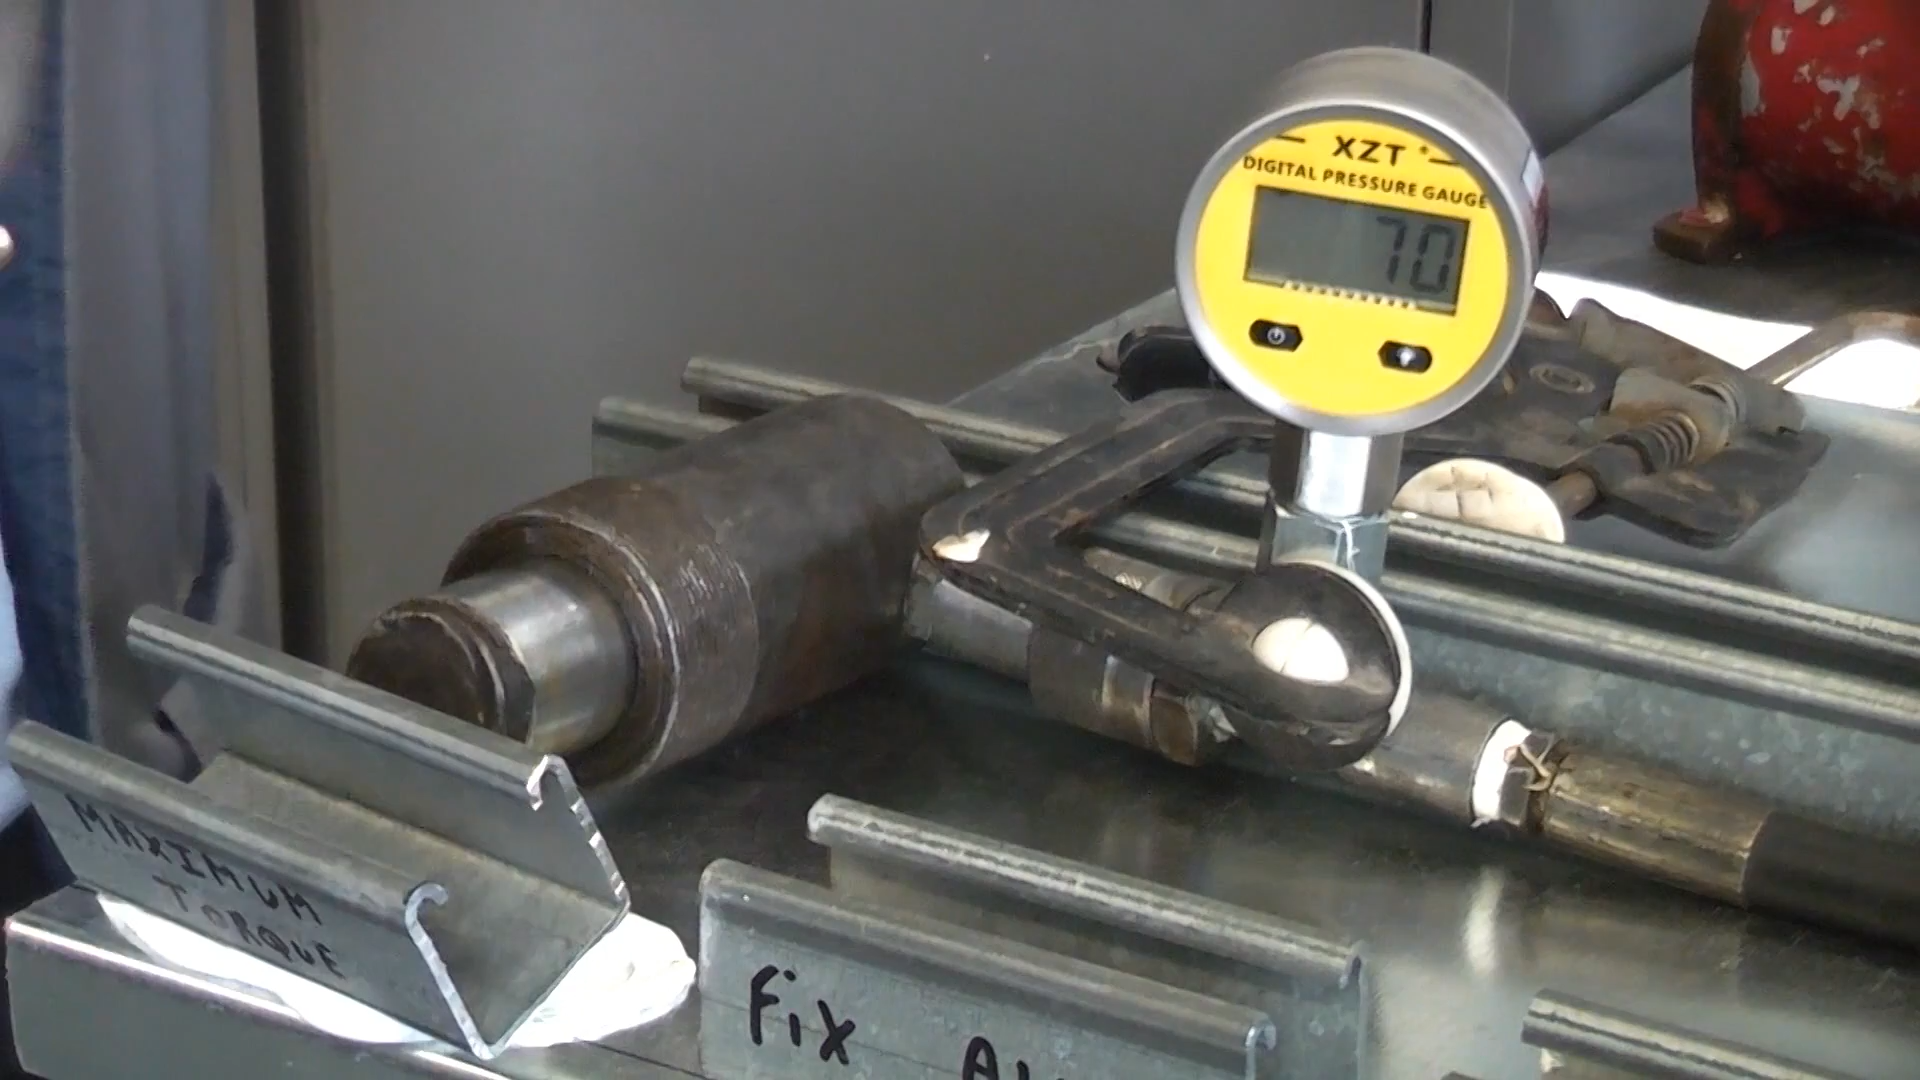 XZT
DIGITAL PRESSURE GAUGE
70
MAXIMUM
TORQUE
Fix